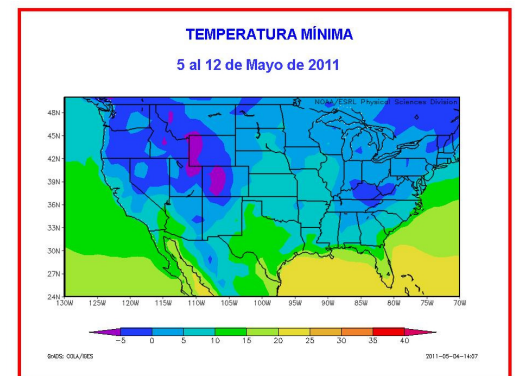 TEMPERATURA MÍNIMA
5 al 12 de Mayo de 2011
NOAA/ESRL Physical Sciences Division
48N
45N
42N
39N
36N
33N
30N
27N
24N
130W 125W 120W 115W 110W 105W 100W 95W 90W 85W 80W 75W 70W
-5 0 5 10 15 20 25 30 35 40
GrADS: COLA/IGES 2011-05-04-14:07